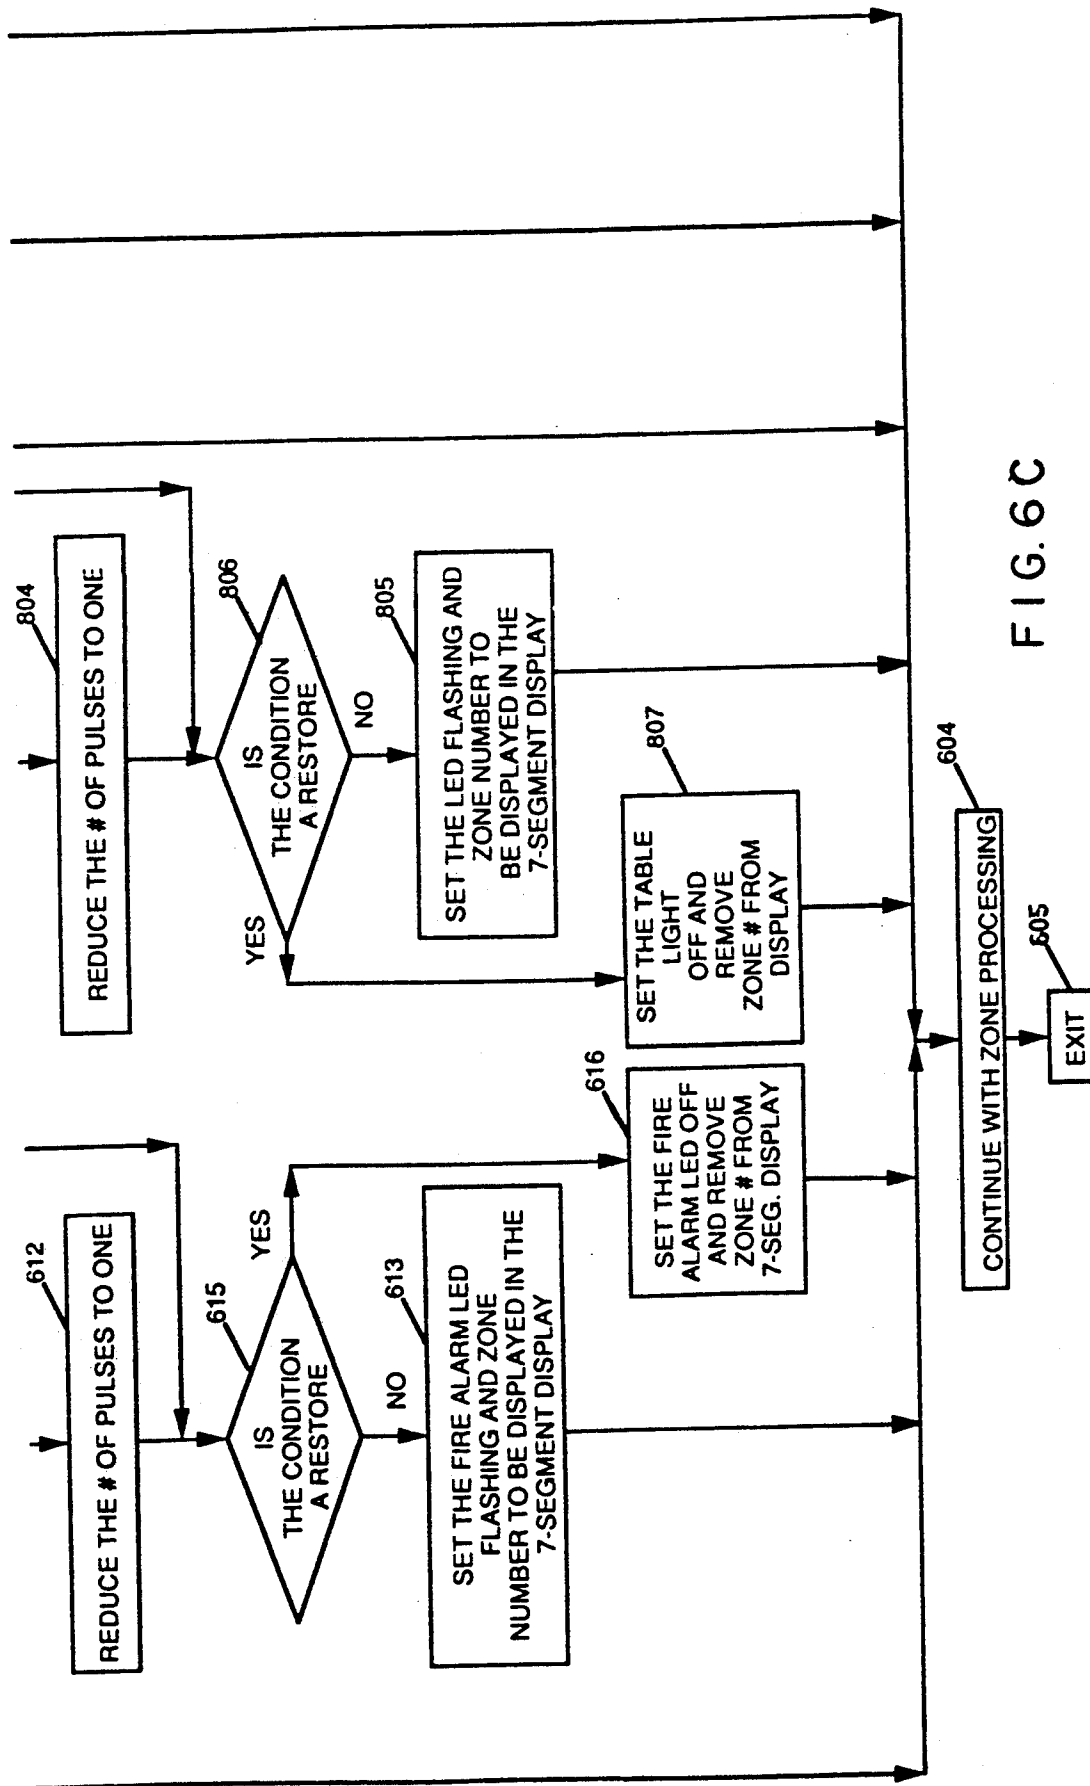 612
REDUCE THE # OF PULSES TO ONE
615
IS
THE CONDITION
A RESTORE
YES
NO
613
SET THE FIRE ALARM LED
FLASHING AND ZONE
NUMBER TO BE DISPLAYED IN THE
7-SEGMENT DISPLAY
616
SET THE FIRE
ALARM LED OFF
AND REMOVE
ZONE # FROM
7-SEG. DISPLAY
804
REDUCE THE # OF PULSES TO ONE
806
IS
THE CONDITION
A RESTORE
YES
NO
805
SET THE LED FLASHING AND
ZONE NUMBER TO
BE DISPLAYED IN THE
7-SEGMENT DISPLAY
807
SET THE TABLE
LIGHT
OFF AND
REMOVE
ZONE # FROM
DISPLAY
604
CONTINUE WITH ZONE PROCESSING
605
EXIT
FIG. 6C